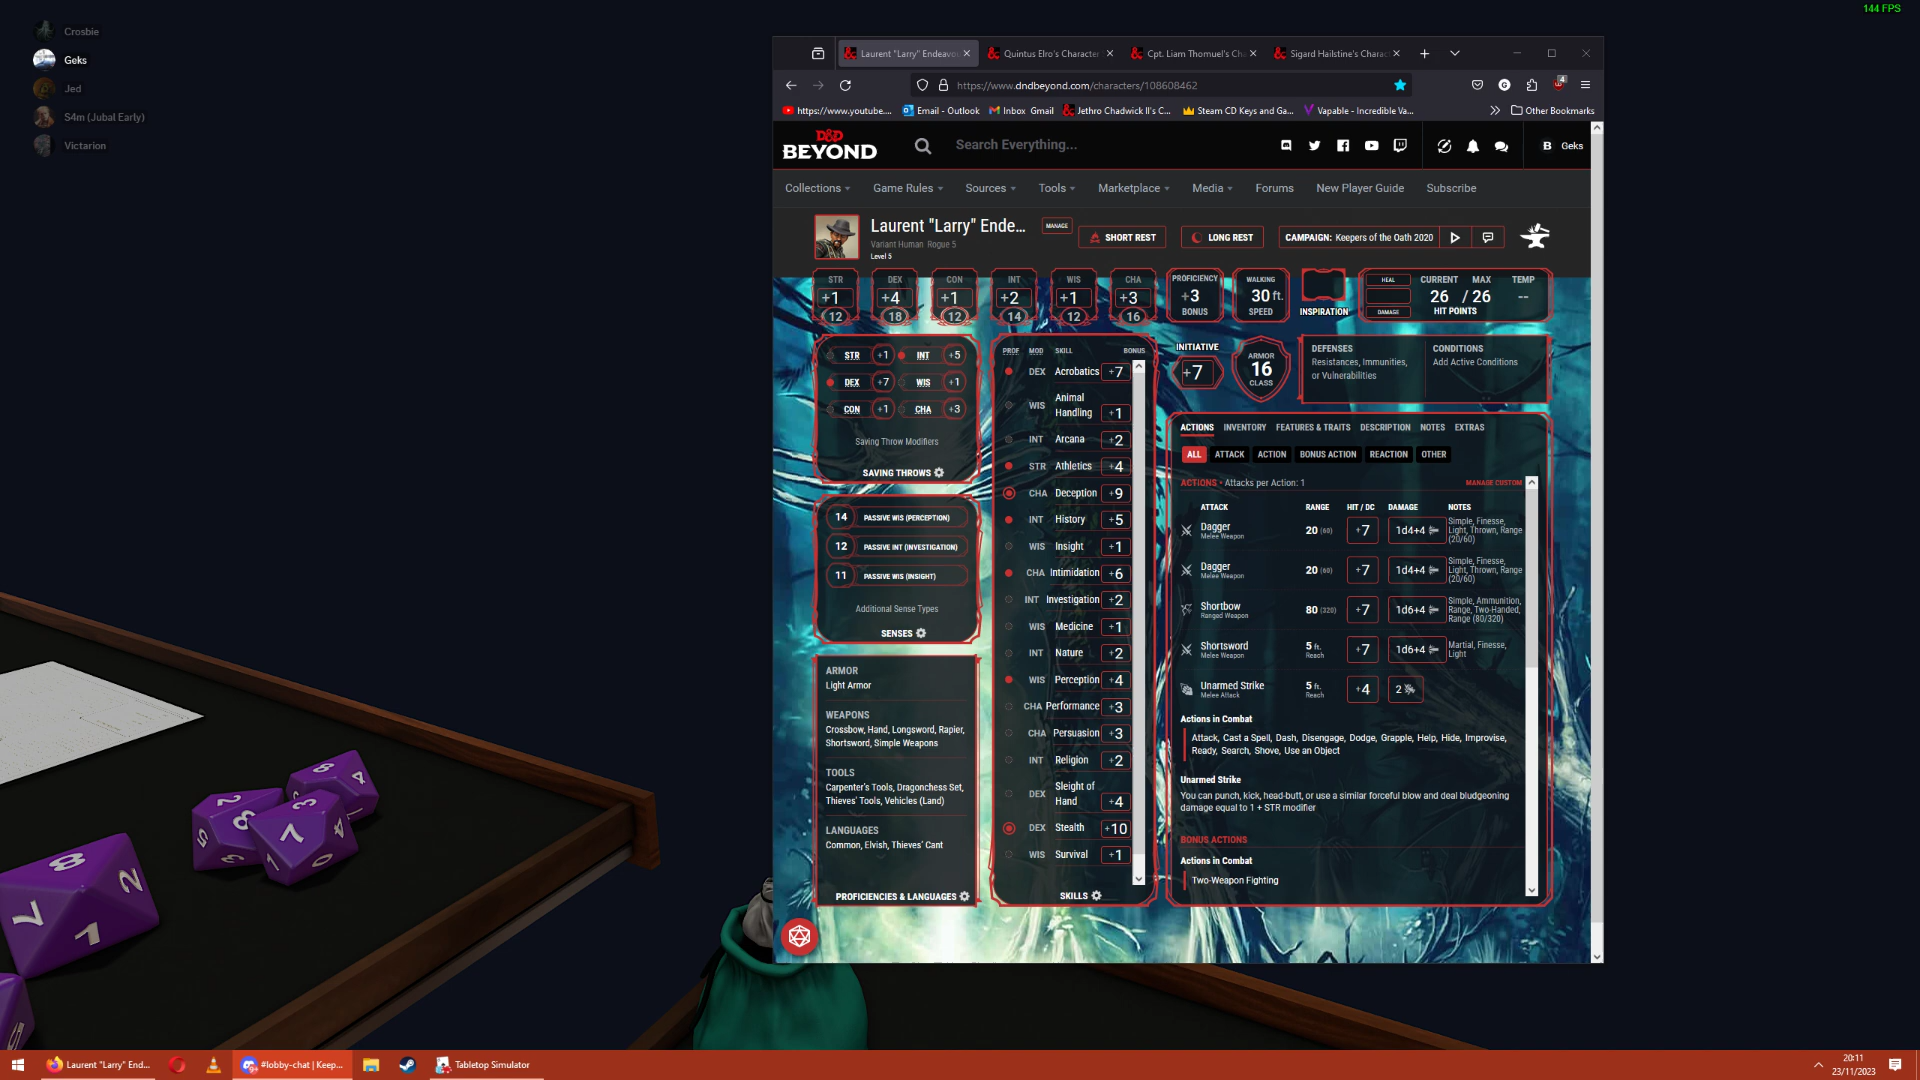 144 FPS
Crosbie
Geks
Jed
S4m (Jubal Early)
Victarion
Laurent "Larry" Endeavo
Quintus Elro's Character
Cpt. Liam Thomuel's Ch
Sigard Hailstine's Charac
https://www.dndbeyond.com/characters/108608462
G
4
https://www.youtube....
Email - Outlook
Inbox Gmail
Jethro Chadwick II's C...
Steam CD Keys and Ga...
Vapable - Incredible Va...
Other Bookmarks
D&D
BEYOND
Search Everything...
B Geks
Collections
Game Rules
Sources
Tools
Marketplace
Media
Forums
New Player Guide
Subscribe
Laurent "Larry" Ende...
MANAGE
Variant Human Rogue 5
Level 5
SHORT REST
LONG REST
CAMPAIGN: Keepers of the Oath 2020
STR
+1
12
DEX
+4
18
CON
+1
12
INT
+2
14
WIS
+1
12
CHA
+3
16
PROFICIENCY
+3
BONUS
WALKING
30 ft.
SPEED
INSPIRATION
HEAL
DAMAGE
CURRENT MAX TEMP
26 / 26 --
HIT POINTS
STR +1 INT +5
DEX +7 WIS +1
CON +1 CHA +3
Saving Throw Modifiers
SAVING THROWS
14 PASSIVE WIS (PERCEPTION)
12 PASSIVE INT (INVESTIGATION)
11 PASSIVE WIS (INSIGHT)
Additional Sense Types
SENSES
ARMOR
Light Armor
WEAPONS
Crossbow, Hand, Longsword, Rapier,
Shortsword, Simple Weapons
TOOLS
Carpenter's Tools, Dragonchess Set,
Thieves' Tools, Vehicles (Land)
LANGUAGES
Common, Elvish, Thieves' Cant
PROFICIENCIES & LANGUAGES
PROF MOD SKILL BONUS
DEX Acrobatics +7
WIS Animal Handling +1
INT Arcana +2
STR Athletics +4
CHA Deception +9
INT History +5
WIS Insight +1
CHA Intimidation +6
INT Investigation +2
WIS Medicine +1
INT Nature +2
WIS Perception +4
CHA Performance +3
CHA Persuasion +3
INT Religion +2
DEX Sleight of Hand +4
DEX Stealth +10
WIS Survival +1
SKILLS
INITIATIVE
+7
ARMOR
16
CLASS
DEFENSES
Resistances, Immunities,
or Vulnerabilities
CONDITIONS
Add Active Conditions
ACTIONS INVENTORY FEATURES & TRAITS DESCRIPTION NOTES EXTRAS
ALL ATTACK ACTION BONUS ACTION REACTION OTHER
ACTIONS • Attacks per Action: 1
MANAGE CUSTOM
ATTACK RANGE HIT / DC DAMAGE NOTES
Dagger 20 (60) +7 1d4+4
Melee Weapon
Simple, Finesse,
Light, Thrown, Range
(20/60)
Dagger 20 (60) +7 1d4+4
Melee Weapon
Simple, Finesse,
Light, Thrown, Range
(20/60)
Shortbow 80 (320) +7 1d6+4
Ranged Weapon
Simple, Ammunition,
Range, Two-Handed,
Range (80/320)
Shortsword 5 ft. +7 1d6+4
Melee Weapon Reach
Martial, Finesse,
Light
Unarmed Strike 5 ft. +4 2
Melee Attack Reach
Actions in Combat
Attack, Cast a Spell, Dash, Disengage, Dodge, Grapple, Help, Hide, Improvise,
Ready, Search, Shove, Use an Object
Unarmed Strike
You can punch, kick, head-butt, or use a similar forceful blow and deal bludgeoning
damage equal to 1 + STR modifier
BONUS ACTIONS
Actions in Combat
Two-Weapon Fighting
8
2
7
1
2
8
5
3
3
7
4
1
0
8
4
Laurent "Larry" End...
#lobby-chat | Keep...
Tabletop Simulator
20:11
23/11/2023